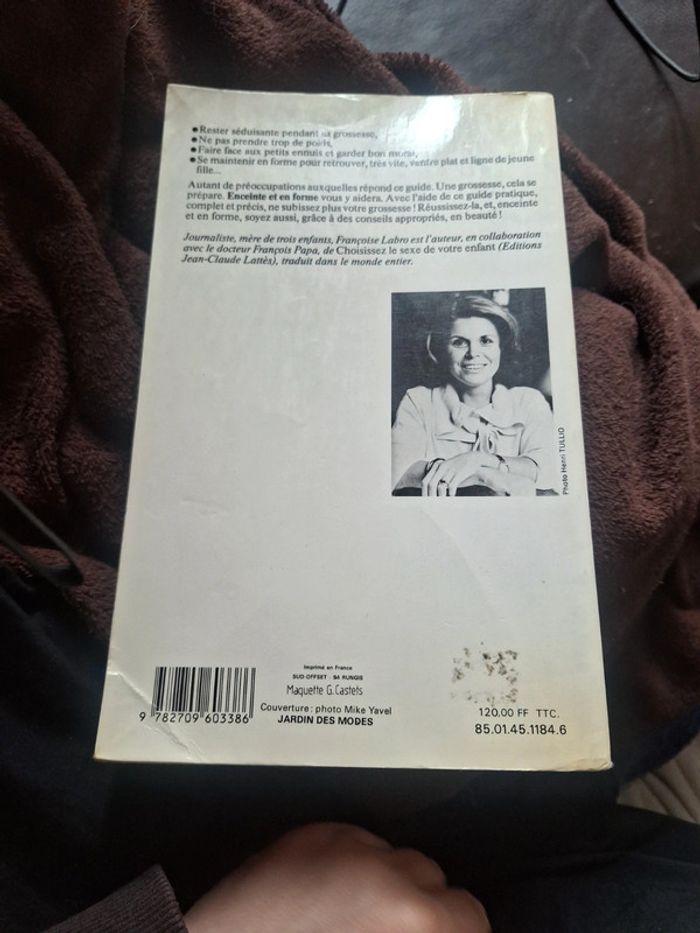 ●Rester séduisante pendant sa grossesse,
●Ne pas prendre trop de poids,
●Faire face aux petits ennuis et garder bon moral,
●Se maintenir en forme pour retrouver, très vite, ventre plat et ligne de jeune
fille...
Autant de préoccupations auxquelles répond ce guide. Une grossesse, cela se
prépare. Enceinte et en forme vous y aidera. Avec l'aide de ce guide pratique,
complet et précis, ne subissez plus votre grossesse ! Réussissez-la, et, enceinte
et en forme, soyez aussi, grâce à des conseils appropriés, en beauté !
Journaliste, mère de trois enfants, Françoise Labro est l'auteur, en collaboration
avec le docteur François Papa, de Choisissez le sexe de votre enfant (Editions
Jean-Claude Lattès), traduit dans le monde entier.
Photo Henri TULLIO
Imprimé en France
SUD-OFFSET - 94 RUNGIS
Maquette G. Castets
Couverture : photo Mike Yavel
JARDIN DES MODES
9 782709 603386
120,00 FF TTC.
85.01.45.1184.6